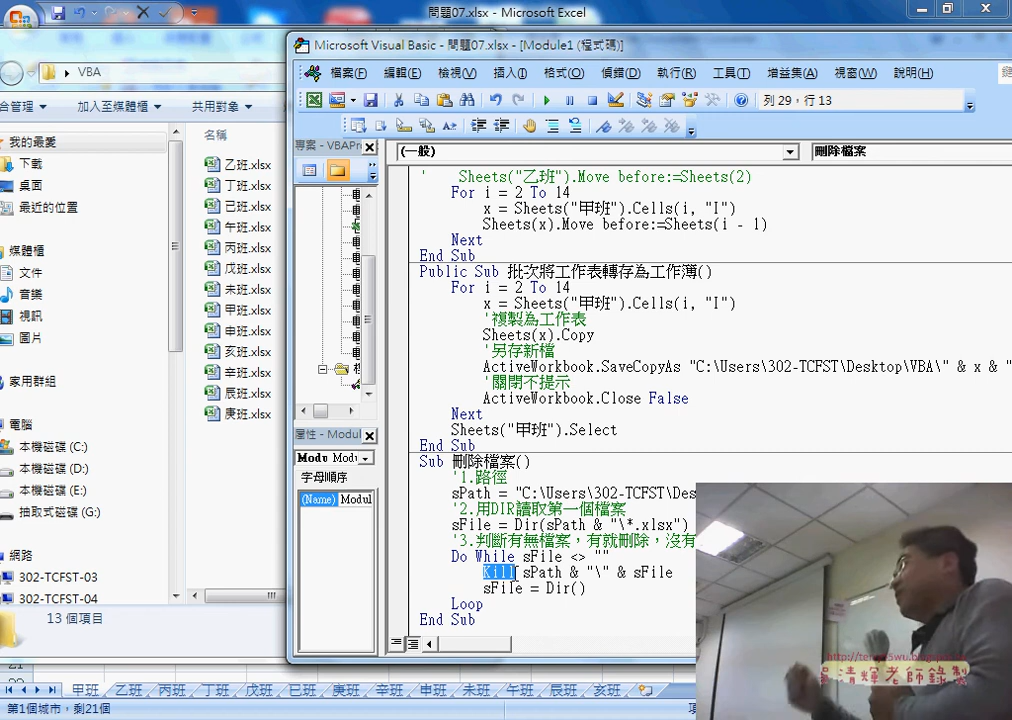 問題07.xlsx - Microsoft Excel
Microsoft Visual Basic - 問題07.xlsx - [Module1 (程式碼)]
檔案(F) 編輯(E) 檢視(V) 插入(I) 格式(O) 偵錯(D) 執行(R) 工具(T) 增益集(A) 視窗(W) 說明(H)
列 29，行 13
VBA
合管理 加入至媒體櫃 共用對象
名稱
我的最愛
下載
桌面
最近的位置
媒體櫃
文件
音樂
視訊
圖片
家用群組
電腦
本機磁碟 (C:)
本機磁碟 (D:)
本機磁碟 (E:)
抽取式磁碟 (G:)
網路
302-TCFST-03
302-TCFST-04
13 個項目
乙班.xlsx
丁班.xlsx
己班.xlsx
午班.xlsx
丙班.xlsx
戊班.xlsx
未班.xlsx
甲班.xlsx
申班.xlsx
亥班.xlsx
辛班.xlsx
辰班.xlsx
庚班.xlsx
專案 - VBAPr
屬性 - Modul
Modu Modu
字母順序
(Name) Modul
(一般) 刪除檔案
' Sheets("乙班").Move before:=Sheets(2)
For i = 2 To 14
x = Sheets("甲班").Cells(i, "I")
Sheets(x).Move before:=Sheets(i - 1)
Next
End Sub
Public Sub 批次將工作表轉存為工作簿()
For i = 2 To 14
x = Sheets("甲班").Cells(i, "I")
'複製為工作表
Sheets(x).Copy
'另存新檔
ActiveWorkbook.SaveCopyAs "C:\Users\302-TCFST\Desktop\VBA\" & x & "
'關閉不提示
ActiveWorkbook.Close False
Next
Sheets("甲班").Select
End Sub
Sub 刪除檔案()
'1.路徑
sPath = "C:\Users\302-TCFST\Des
'2.用DIR讀取第一個檔案
sFile = Dir(sPath & "\*.xlsx")
'3.判斷有無檔案，有就刪除，沒有
Do While sFile <> ""
Kill sPath & "\" & sFile
sFile = Dir()
Loop
End Sub
甲班 乙班 丙班 丁班 戊班 己班 庚班 辛班 申班 未班 午班 辰班 亥班
第1個城市，剩21個
吳清輝老師錄製